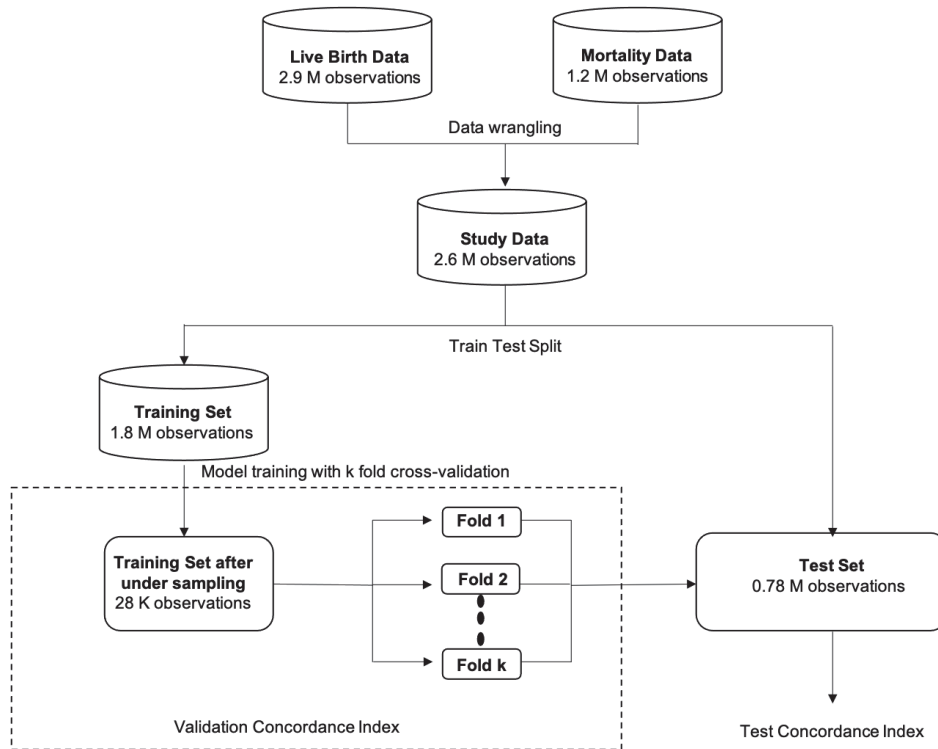 Live Birth Data
2.9 M observations
Mortality Data
1.2 M observations
Data wrangling
Study Data
2.6 M observations
Train Test Split
Training Set
1.8 M observations
Model training with k fold cross-validation
Training Set after
under sampling
28 K observations
Fold 1
Fold 2
Fold k
Test Set
0.78 M observations
Validation Concordance Index
Test Concordance Index